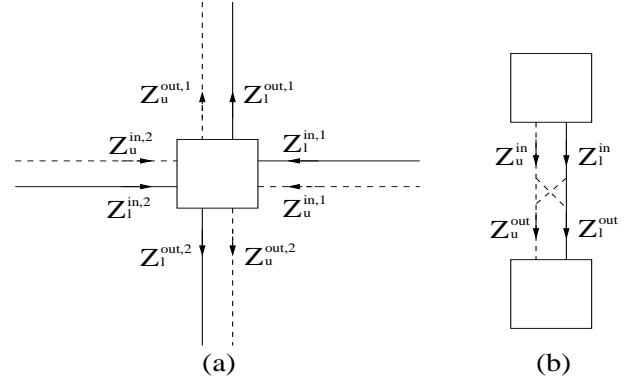 Z_u^{out,1} Z_l^{out,1}
Z_u^{in,2} Z_l^{in,1}
Z_l^{in,2} Z_u^{in,1}
Z_l^{out,2} Z_u^{out,2}
(a)
Z_u^{in} Z_l^{in}
Z_u^{out} Z_l^{out}
(b)